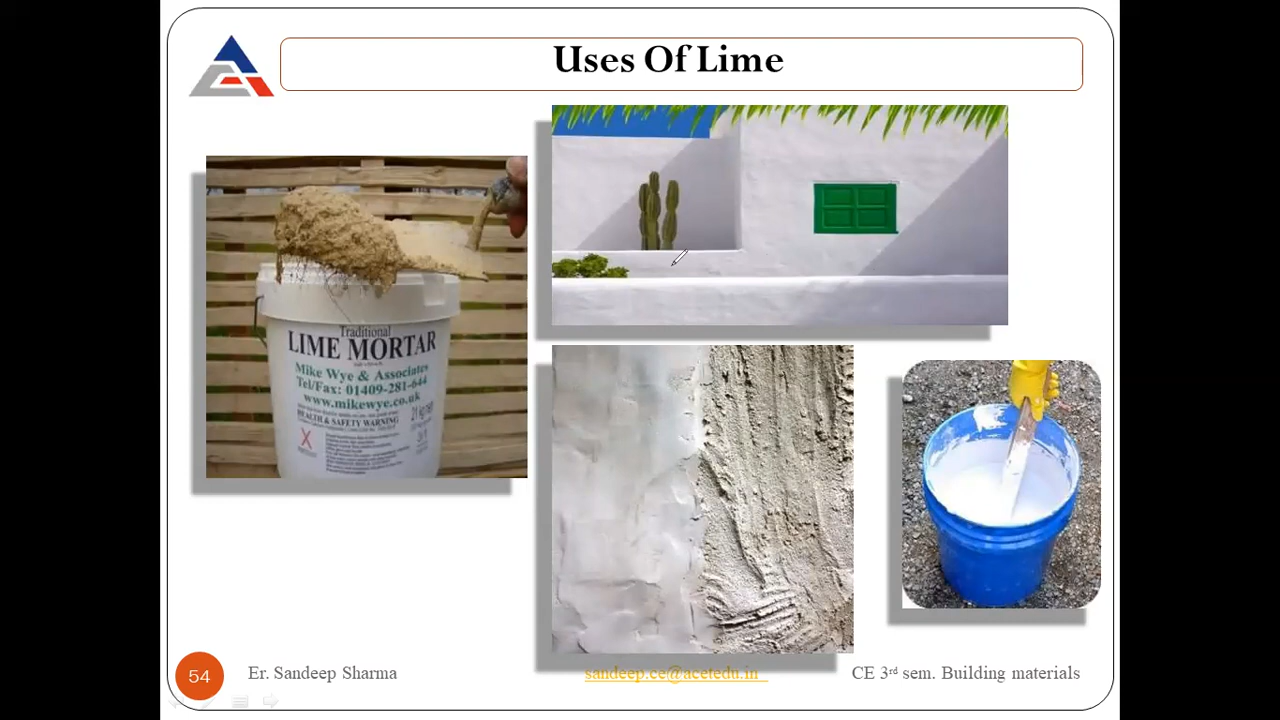 Uses Of Lime
Traditional
LIME MORTAR
Mike Wye & Associates
Tel/Fax: 01409-281-644
www.mikewye.co.uk
HEALTH & SAFETY WARNING
54
Er. Sandeep Sharma
sandeep.ce@acetedu.in
CE 3rd sem. Building materials